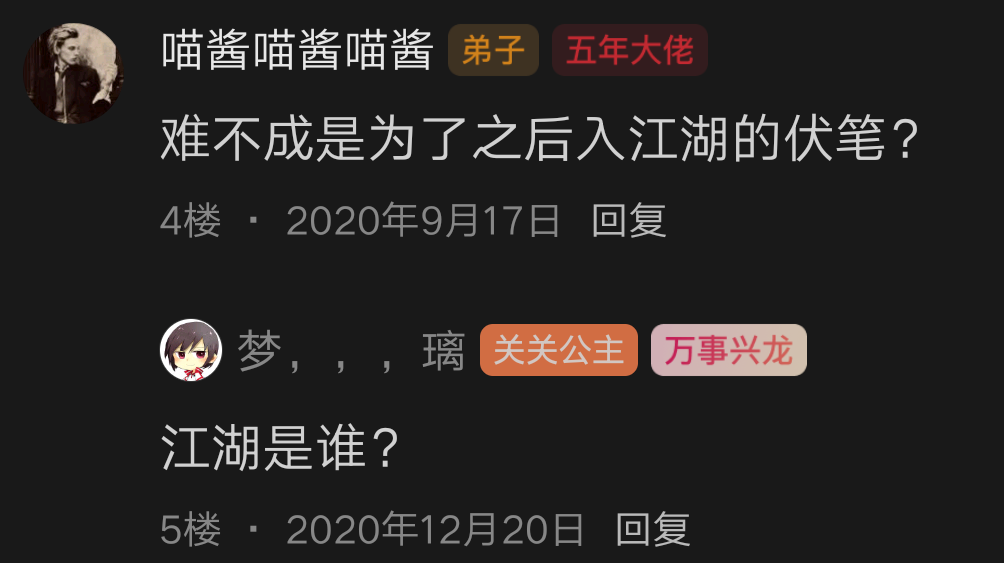 喵酱喵酱喵酱 弟子 五年大佬
难不成是为了之后入江湖的伏笔？
4楼 · 2020年9月17日 回复
梦，，，璃 关关公主 万事兴龙
江湖是谁？
5楼 · 2020年12月20日 回复